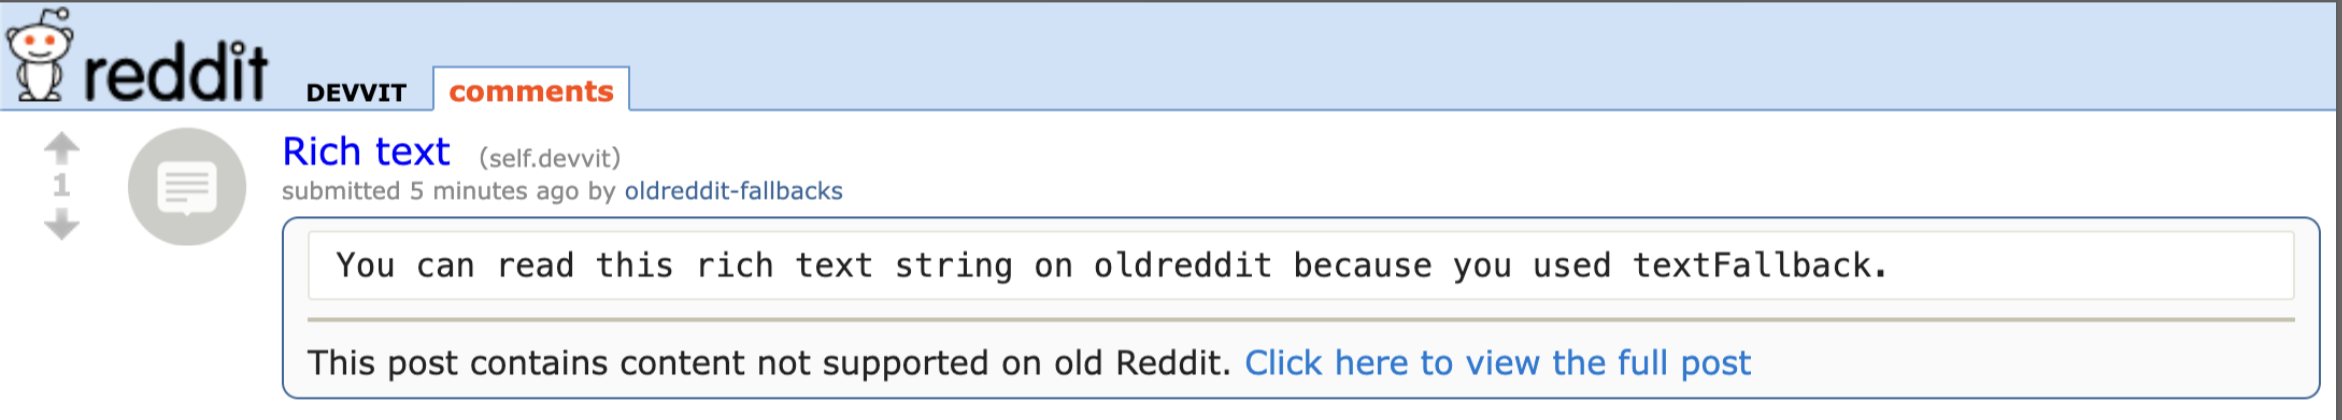 reddit DEVVIT comments
Rich text (self.devvit)
1
submitted 5 minutes ago by oldreddit-fallbacks
You can read this rich text string on oldreddit because you used textFallback.
This post contains content not supported on old Reddit. Click here to view the full post